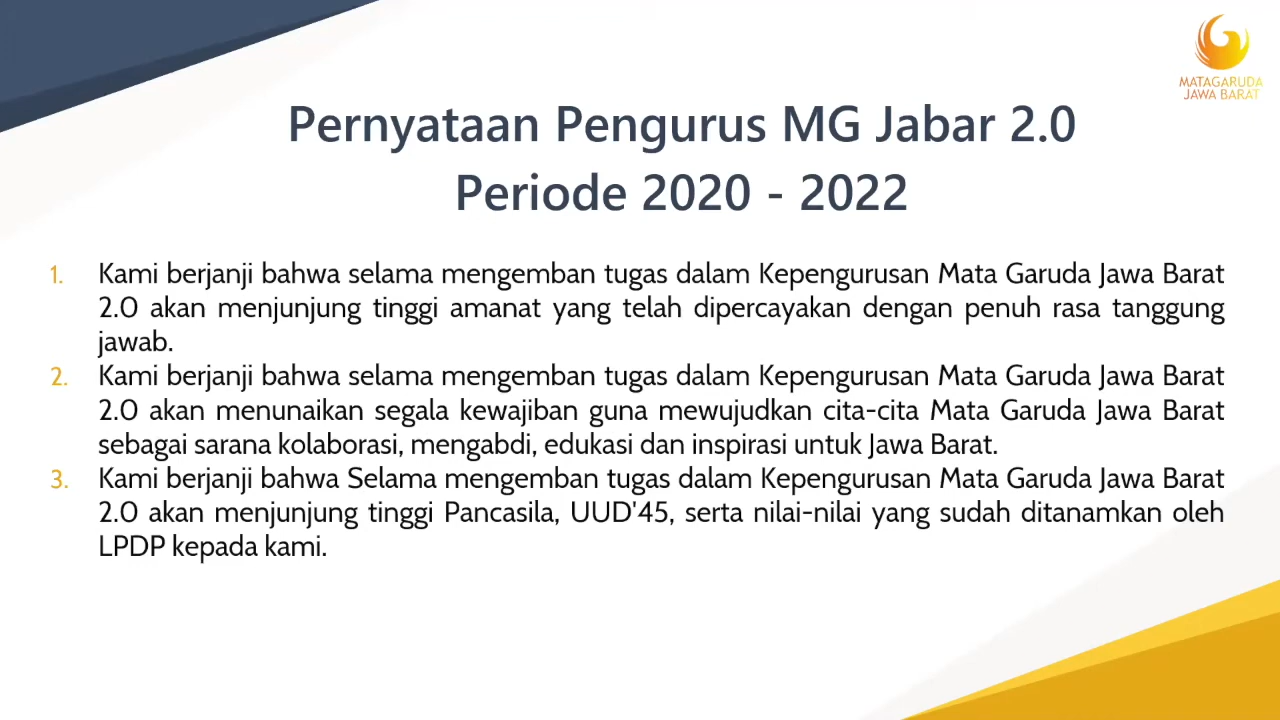 MATAGARUDA
JAWA BARAT
Pernyataan Pengurus MG Jabar 2.0
Periode 2020 - 2022
1. Kami berjanji bahwa selama mengemban tugas dalam Kepengurusan Mata Garuda Jawa Barat
2.0 akan menjunjung tinggi amanat yang telah dipercayakan dengan penuh rasa tanggung
jawab.
2. Kami berjanji bahwa selama mengemban tugas dalam Kepengurusan Mata Garuda Jawa Barat
2.0 akan menunaikan segala kewajiban guna mewujudkan cita-cita Mata Garuda Jawa Barat
sebagai sarana kolaborasi, mengabdi, edukasi dan inspirasi untuk Jawa Barat.
3. Kami berjanji bahwa Selama mengemban tugas dalam Kepengurusan Mata Garuda Jawa Barat
2.0 akan menjunjung tinggi Pancasila, UUD'45, serta nilai-nilai yang sudah ditanamkan oleh
LPDP kepada kami.